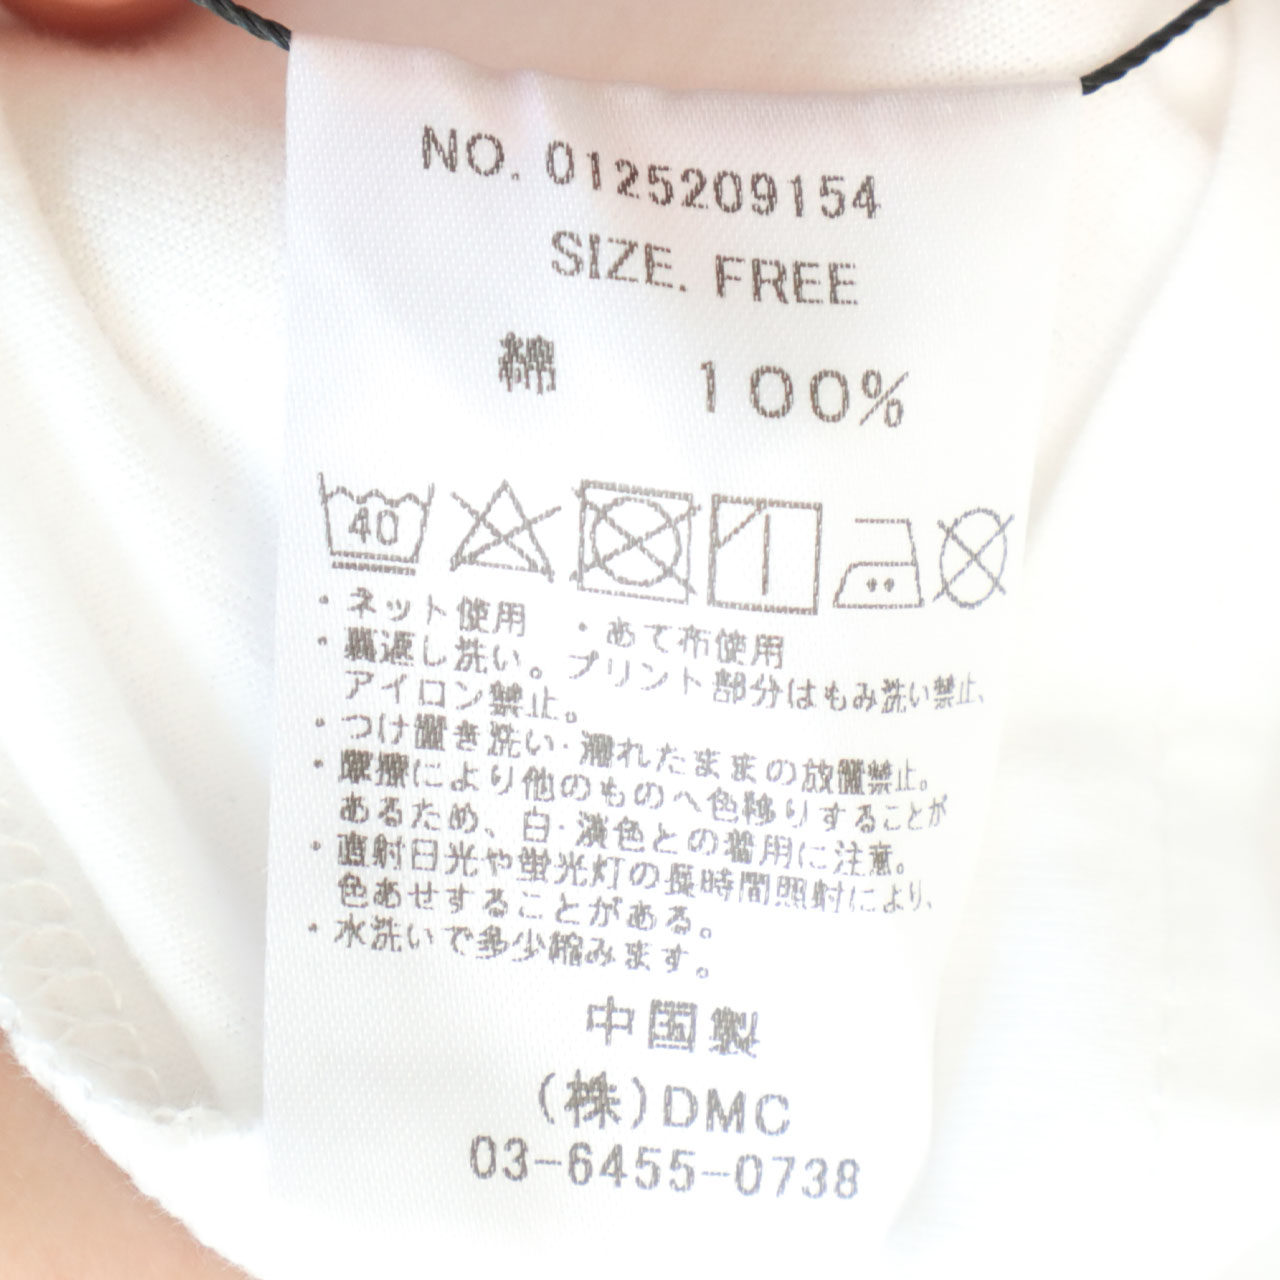 NO. 0125209154
SIZE. FREE
綿 100%
40
・ネット使用 ・あて布使用
・裏返し洗い。プリント部分はもみ洗い禁止、
アイロン禁止。
・つけ置き洗い・濡れたままの放置禁止。
・摩擦により他のものへ色移りすることが
あるため、白・淡色との着用に注意。
・直射日光や蛍光灯の長時間照射により、
色あせすることがある。
・水洗いで多少縮みます。
中国製
(株)DMC
03-6455-0738